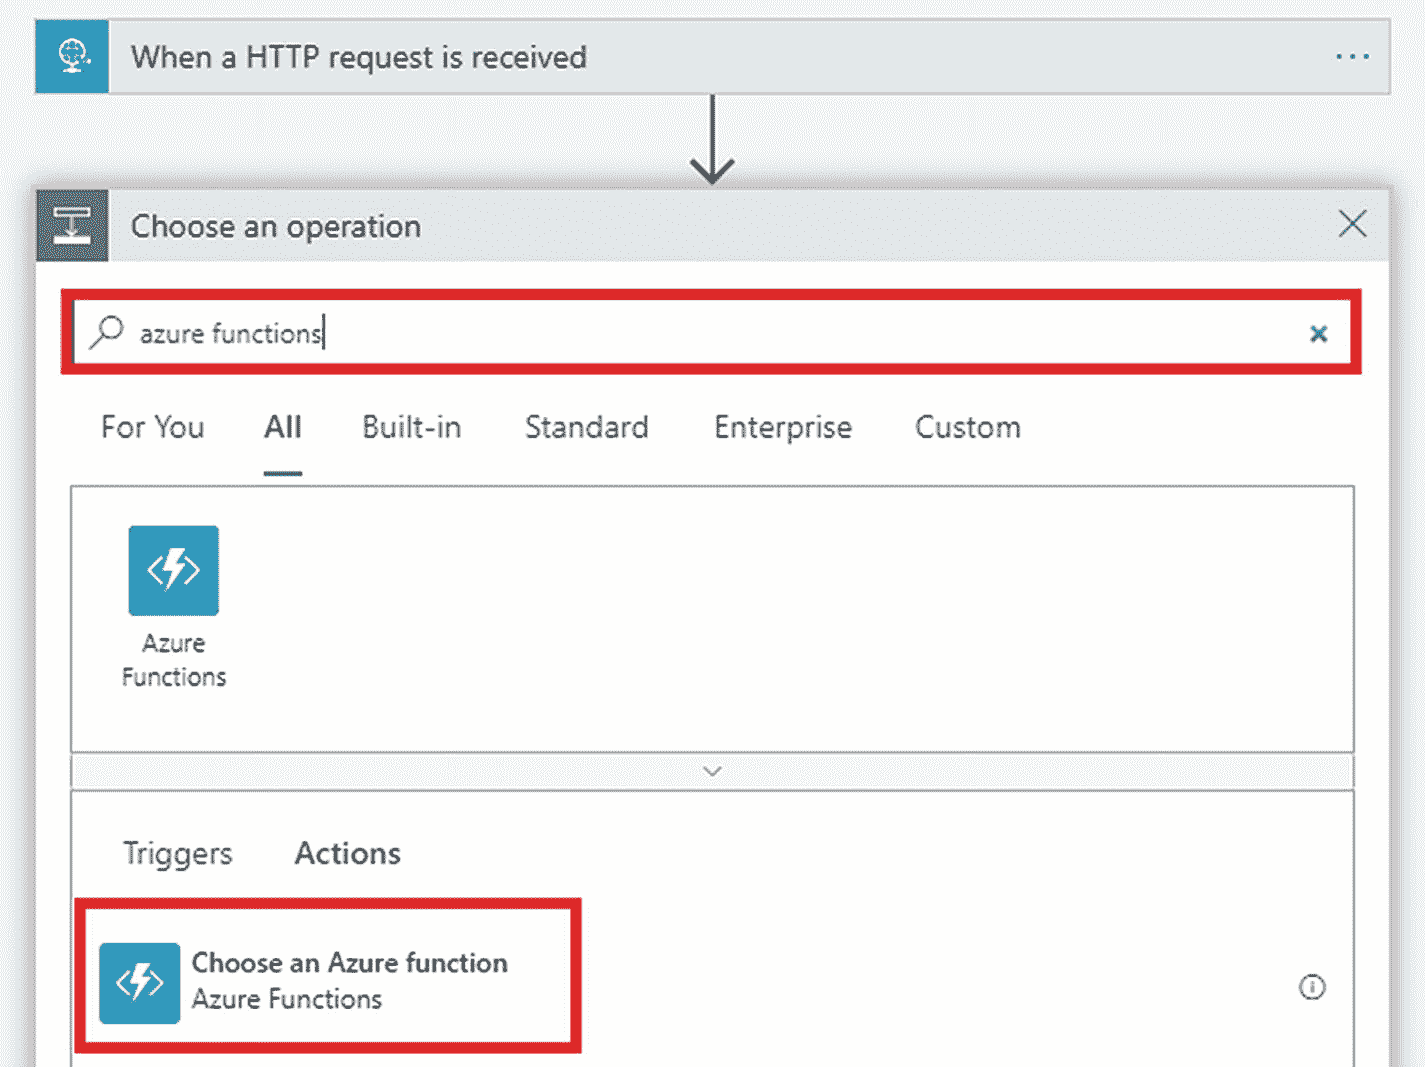 When a HTTP request is received
Choose an operation
azure functions
For You All Built-in Standard Enterprise Custom
Azure
Functions
Triggers Actions
Choose an Azure function
Azure Functions